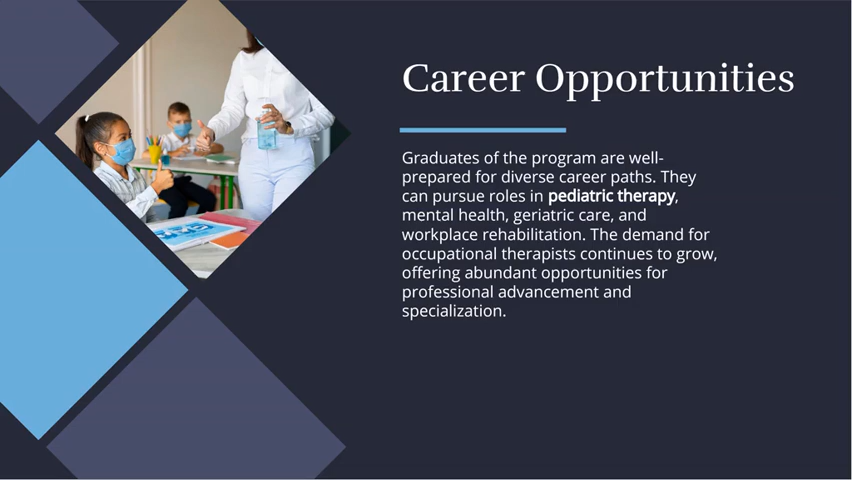 Career Opportunities
Graduates of the program are well-
prepared for diverse career paths. They
can pursue roles in pediatric therapy,
mental health, geriatric care, and
workplace rehabilitation. The demand for
occupational therapists continues to grow,
offering abundant opportunities for
professional advancement and
specialization.